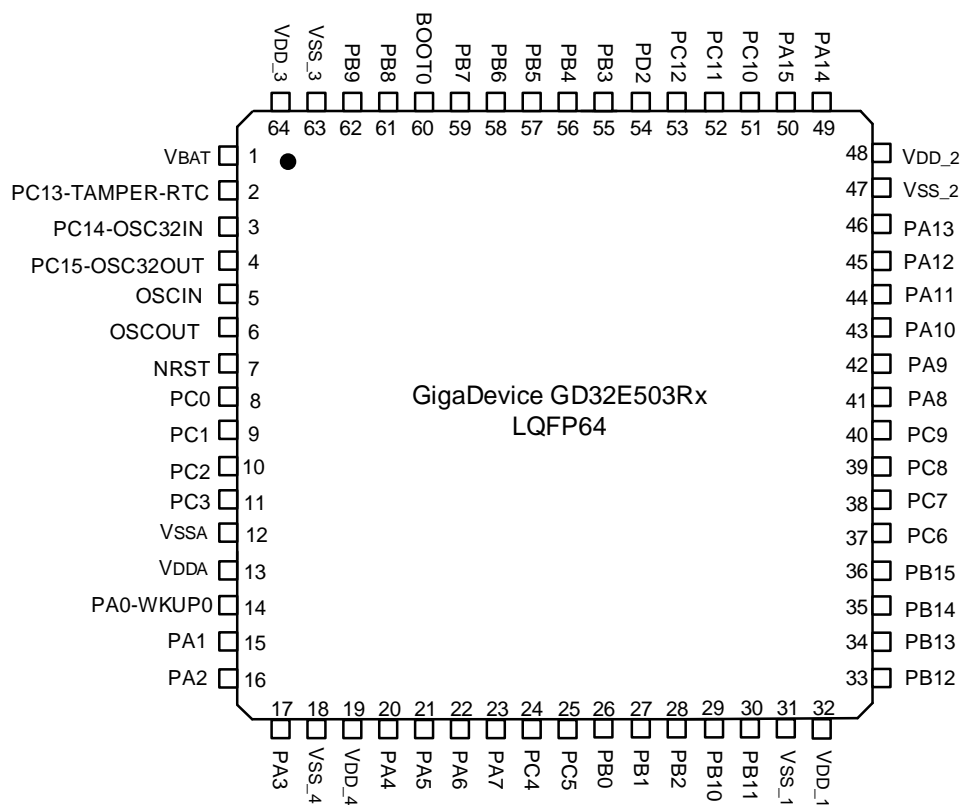 VDD_3
VSS_3
PB9
PB8
BOOT0
PB7
PB6
PB5
PB4
PB3
PD2
PC12
PC11
PC10
PA15
PA14
64 63 62 61 60 59 58 57 56 55 54 53 52 51 50 49
VBAT 1
PC13-TAMPER-RTC 2
PC14-OSC32IN 3
PC15-OSC32OUT 4
OSCIN 5
OSCOUT 6
NRST 7
PC0 8
PC1 9
PC2 10
PC3 11
VSSA 12
VDDA 13
PA0-WKUP0 14
PA1 15
PA2 16
GigaDevice GD32E503Rx
LQFP64
48 VDD_2
47 VSS_2
46 PA13
45 PA12
44 PA11
43 PA10
42 PA9
41 PA8
40 PC9
39 PC8
38 PC7
37 PC6
36 PB15
35 PB14
34 PB13
33 PB12
17 18 19 20 21 22 23 24 25 26 27 28 29 30 31 32
PA3
VSS_4
VDD_4
PA4
PA5
PA6
PA7
PC4
PC5
PB0
PB1
PB2
PB10
PB11
VSS_1
VDD_1